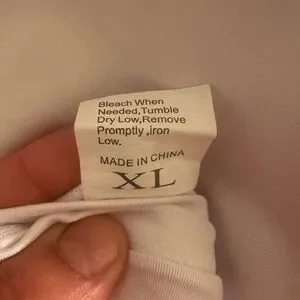 Bleach When
Needed,Tumble
Dry Low,Remove
Promptly ,iron
Low.
MADE IN CHINA
XL